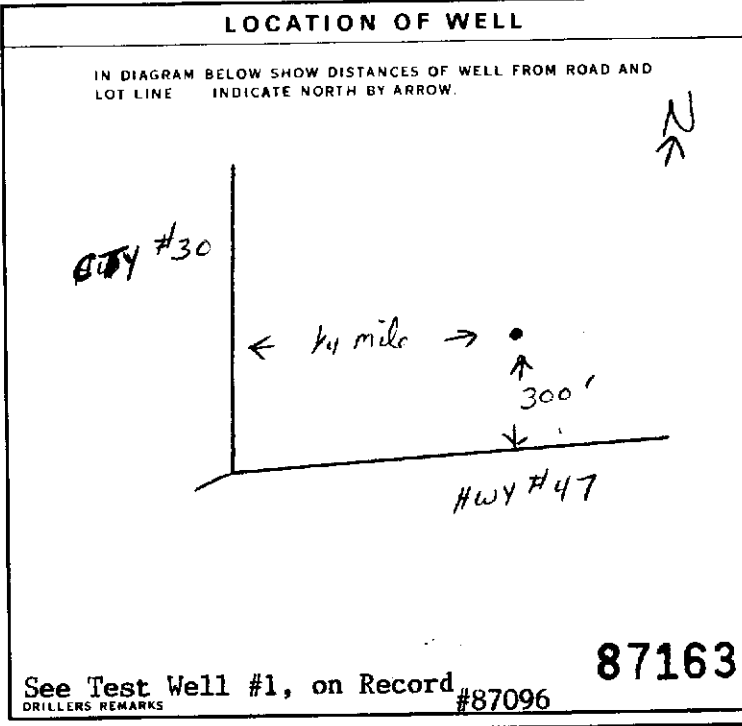 LOCATION OF WELL
IN DIAGRAM BELOW SHOW DISTANCES OF WELL FROM ROAD AND
LOT LINE INDICATE NORTH BY ARROW.
N
#30
1/4 mile
300'
HWY #47
87163
See Test Well #1, on Record #87096
DRILLERS REMARKS